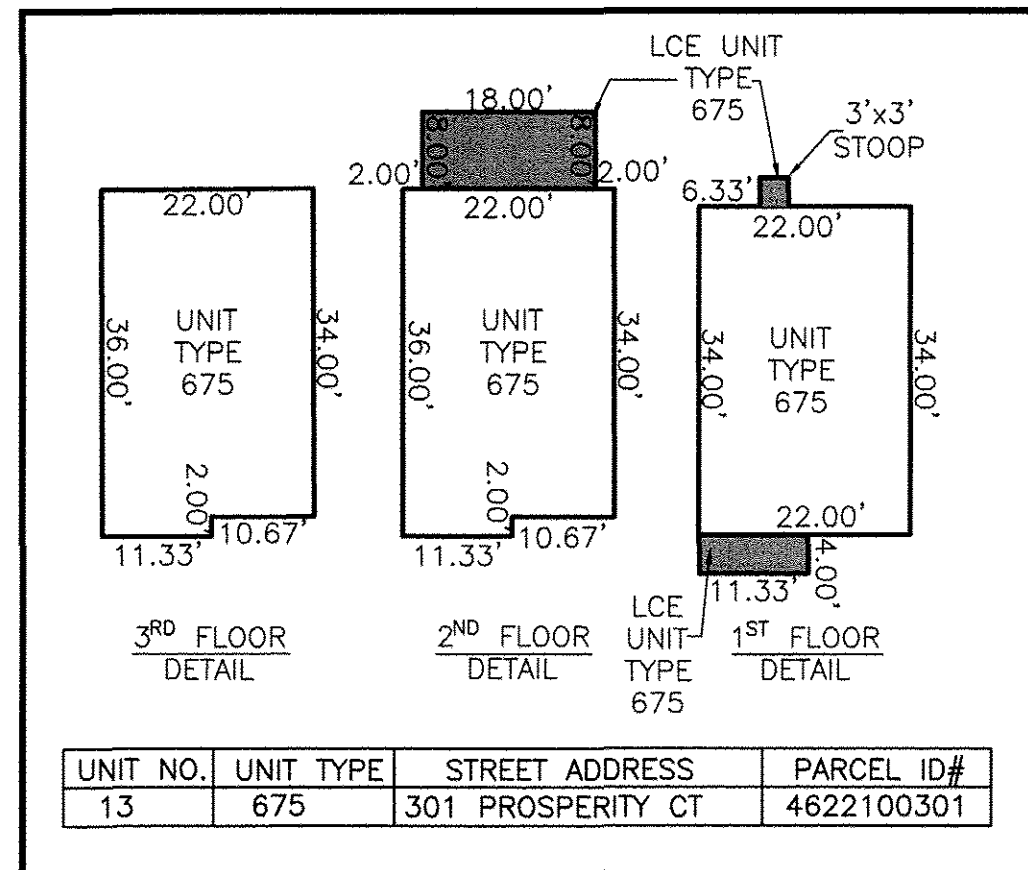 LCE UNIT
TYPE
675
3'x3'
STOOP
18.00'
8.00'
8.00'
2.00'
2.00'
6.33'
22.00'
22.00'
22.00'
UNIT
TYPE
675
36.00'
34.00'
UNIT
TYPE
675
36.00'
34.00'
UNIT
TYPE
675
34.00'
34.00'
2.00'
10.67'
11.33'
2.00'
10.67'
11.33'
22.00'
4.00'
11.33'
LCE
UNIT
TYPE
675
3RD FLOOR
DETAIL
2ND FLOOR
DETAIL
1ST FLOOR
DETAIL
UNIT NO. UNIT TYPE STREET ADDRESS PARCEL ID#
13 675 301 PROSPERITY CT 4622100301